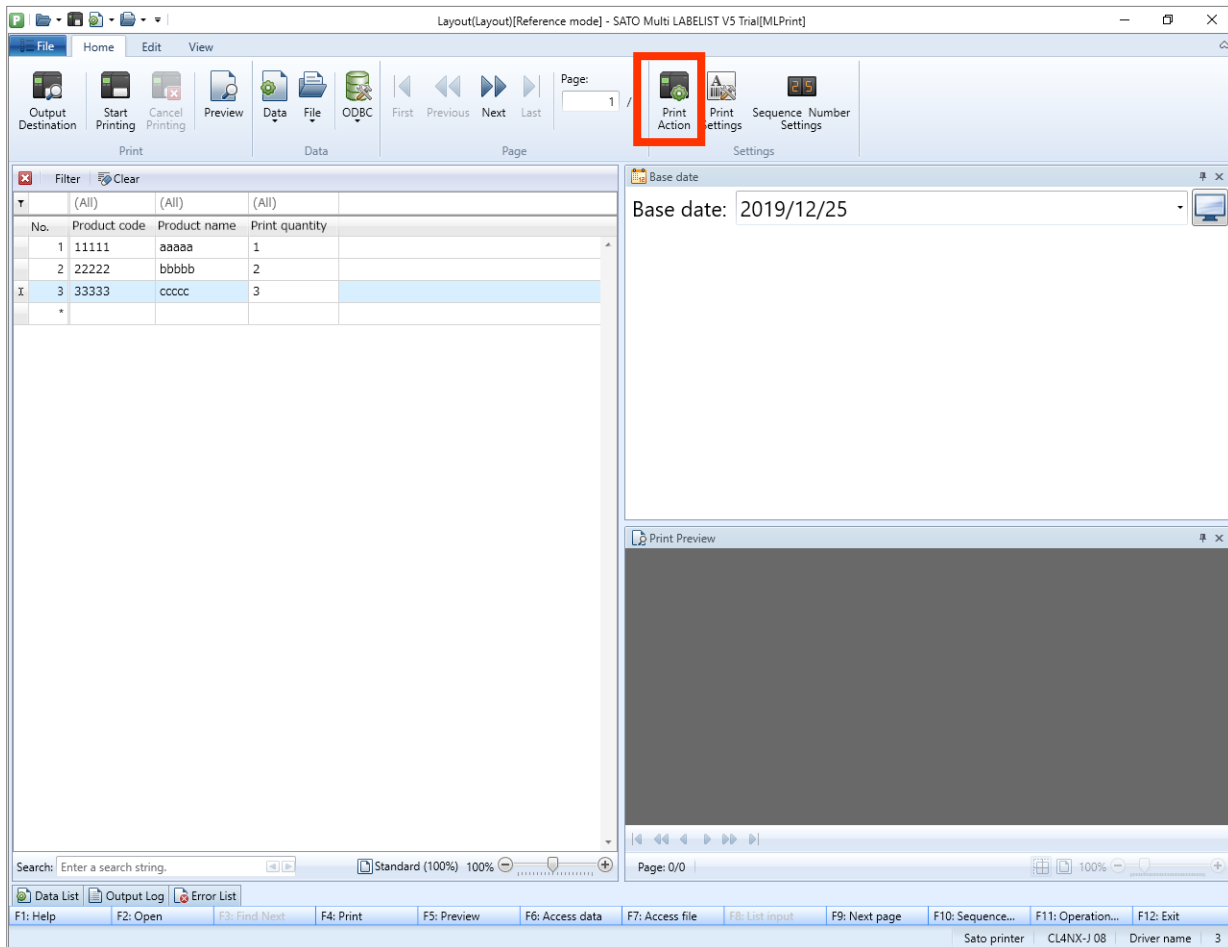 Layout(Layout)[Reference mode] - SATO Multi LABELIST V5 Trial[MLPrint]
File Home Edit View
Output Destination
Start Printing
Cancel Printing
Preview
Data
File
ODBC
First
Previous
Next
Last
Page:
1 /
Print Action
Print Settings
Sequence Number Settings
Print
Data
Page
Settings
Filter Clear
(All) (All) (All)
No. Product code Product name Print quantity
1 11111 aaaaa 1
2 22222 bbbbb 2
3 33333 ccccc 3
*
Base date
Base date: 2019/12/25
Print Preview
Search: Enter a search string. Standard (100%) 100%
Page: 0/0 100%
Data List Output Log Error List
F1: Help F2: Open F3: Find Next F4: Print F5: Preview F6: Access data F7: Access file F8: List input F9: Next page F10: Sequence... F11: Operation... F12: Exit
Sato printer CL4NX-J 08 Driver name 3